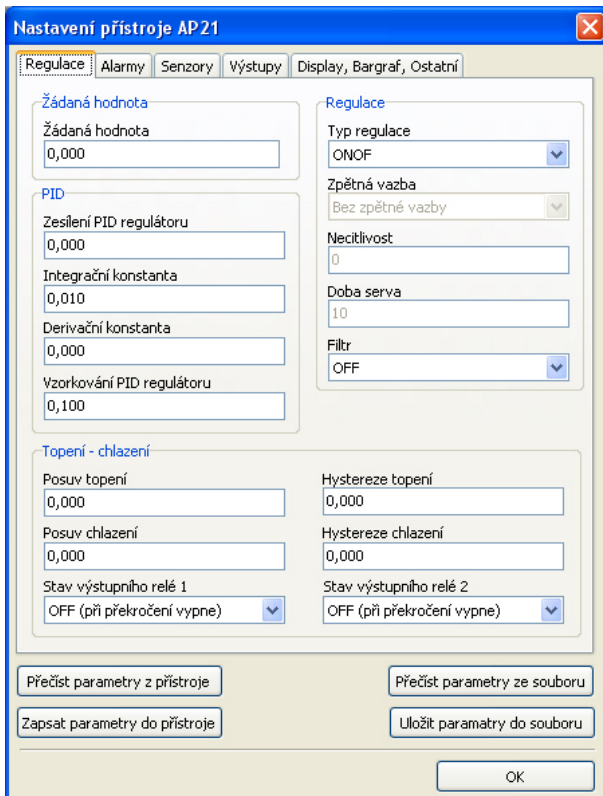 Nastavení přístroje AP21
Regulace Alarmy Senzory Výstupy Display, Bargraf, Ostatní
Žádaná hodnota
Žádaná hodnota
0,000
PID
Zesílení PID regulátoru
0,000
Integrační konstanta
0,010
Derivační konstanta
0,000
Vzorkování PID regulátoru
0,100
Regulace
Typ regulace
ONOF
Zpětná vazba
Bez zpětné vazby
Necitlivost
0
Doba serva
10
Filtr
OFF
Topení - chlazení
Posuv topení
0,000
Hystereze topení
0,000
Posuv chlazení
0,000
Hystereze chlazení
0,000
Stav výstupního relé 1
OFF (při překročení vypne)
Stav výstupního relé 2
OFF (při překročení vypne)
Přečíst parametry z přístroje
Přečíst parametry ze souboru
Zapsat parametry do přístroje
Uložit paramatry do souboru
OK